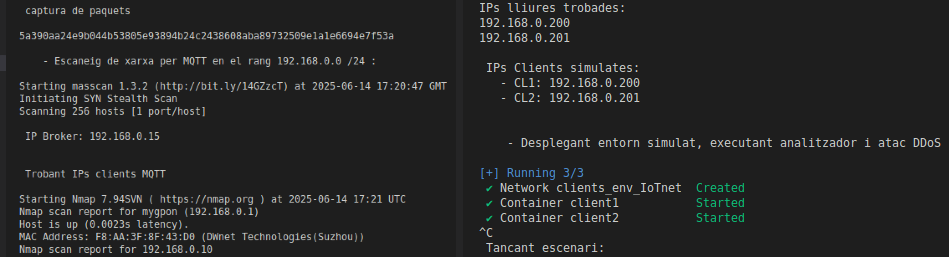 captura de paquets
5a390aa24e9b044b53805e93894b24c2438608aba89732509e1a1e6694e7f53a
- Escaneig de xarxa per MQTT en el rang 192.168.0.0 /24 :
Starting masscan 1.3.2 (http://bit.ly/14GZzcT) at 2025-06-14 17:20:47 GMT
Initiating SYN Stealth Scan
Scanning 256 hosts [1 port/host]
IP Broker: 192.168.0.15
Trobant IPs clients MQTT
Starting Nmap 7.94SVN ( https://nmap.org ) at 2025-06-14 17:21 UTC
Nmap scan report for mygpon (192.168.0.1)
Host is up (0.0023s latency).
MAC Address: F8:AA:3F:8F:43:D0 (DWnet Technologies(Suzhou))
Nmap scan report for 192.168.0.10
IPs lliures trobades:
192.168.0.200
192.168.0.201
IPs Clients simulates:
- CL1: 192.168.0.200
- CL2: 192.168.0.201
- Desplegant entorn simulat, executant analitzador i atac DDoS
[+] Running 3/3
✔ Network clients_env_IoTnet Created
✔ Container client1 Started
✔ Container client2 Started
^C
Tancant escenari: